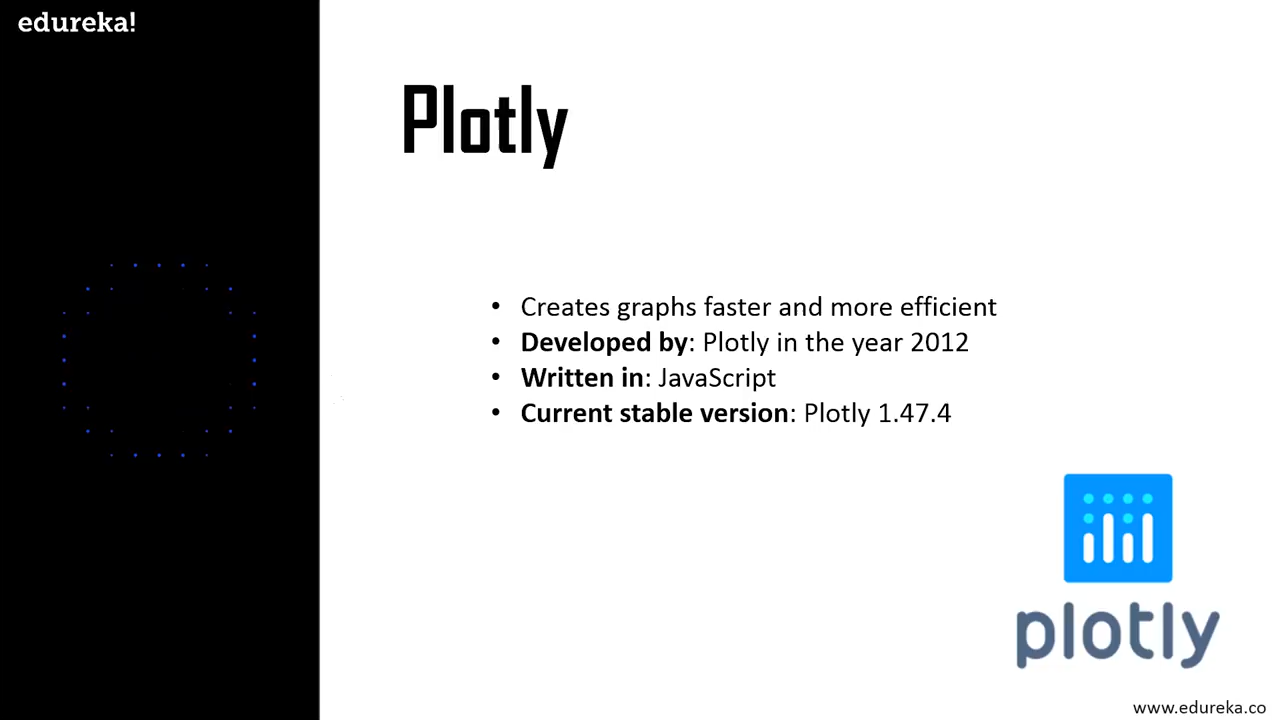 edureka!
Plotly
• Creates graphs faster and more efficient
• Developed by: Plotly in the year 2012
• Written in: JavaScript
• Current stable version: Plotly 1.47.4
plotly
www.edureka.co